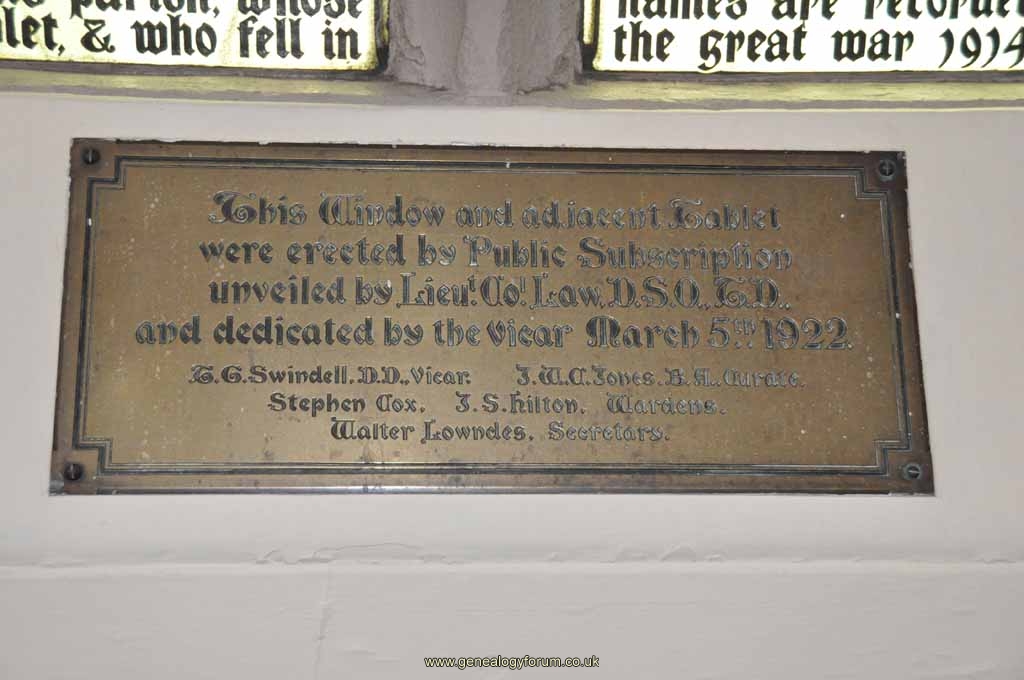 whose
names are recorded
& who fell in
the great war 1914
This Window and adjacent Tablet
were erected by Public Subscription
unveiled by Lieut. Col. Law, D.S.O., T.D.,
and dedicated by the Vicar March 5th 1922.
T. G. Swindell, D.D., Vicar. J. W. C. Jones, B.A., Curate.
Stephen Cox, J. S. Hilton, Wardens.
Walter Lowndes, Secretary.
www.genealogyforum.co.uk